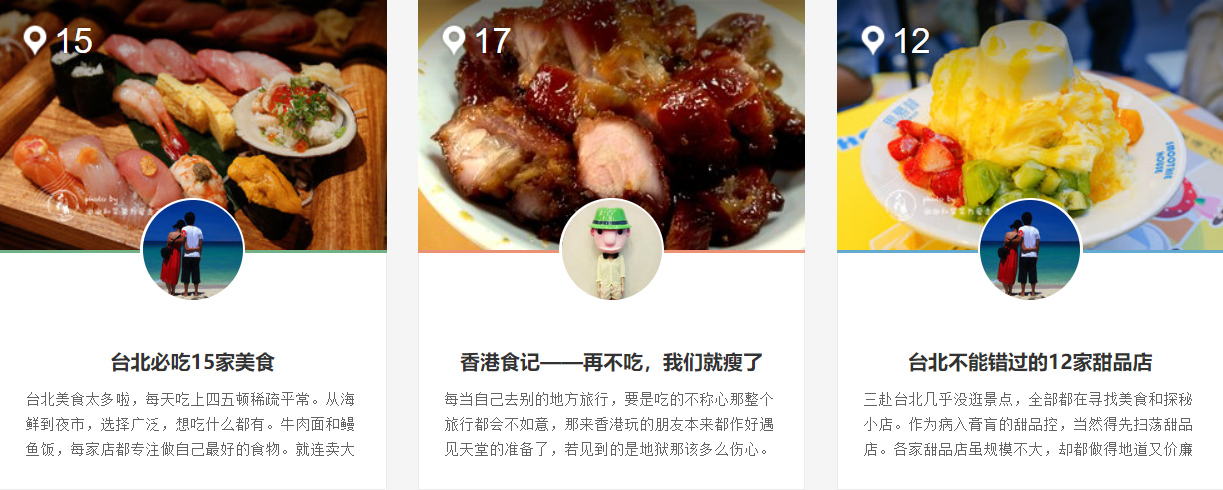 15
photo by
台北必吃15家美食
台北美食太多啦，每天吃上四五顿稀疏平常。从海
鲜到夜市，选择广泛，想吃什么都有。牛肉面和鳗
鱼饭，每家店都专注做自己最好的食物。就连卖大
17
香港食记——再不吃，我们就瘦了
每当自己去别的地方旅行，要是吃的不称心那整个
旅行都会不如意，那来香港玩的朋友本来都作好遇
见天堂的准备了，若见到的是地狱那该多么伤心。
12
SMOOTHIE
HOUSE
photo by
台北不能错过的12家甜品店
三赴台北几乎没逛景点，全部都在寻找美食和探秘
小店。作为病入膏肓的甜品控，当然得先扫荡甜品
店。各家甜品店虽规模不大，却都做得地道又价廉